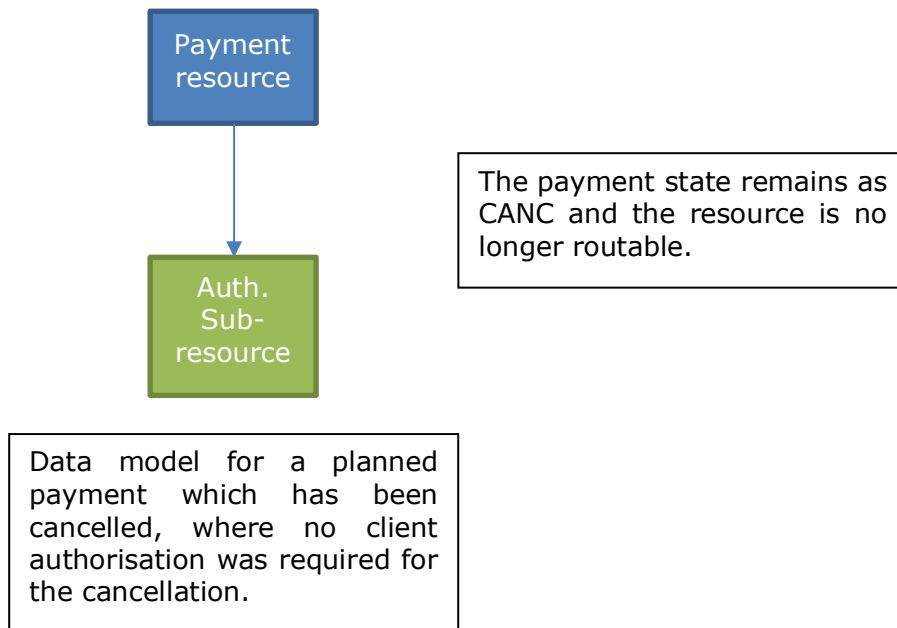 Payment
resource
The payment state remains as
CANC and the resource is no
longer routable.
Auth.
Sub-
resource
Data model for a planned
payment which has been
cancelled, where no client
authorisation was required for
the cancellation.